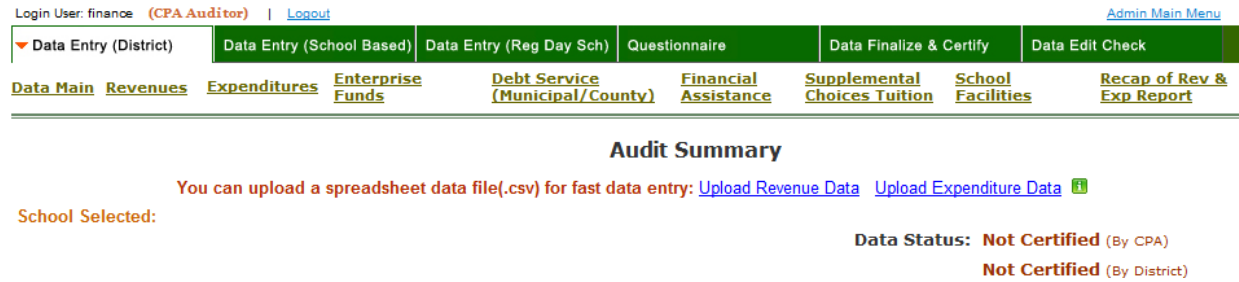 Login User: finance (CPA Auditor) | Logout Admin Main Menu
Data Entry (District) Data Entry (School Based) Data Entry (Reg Day Sch) Questionnaire Data Finalize & Certify Data Edit Check
Data Main Revenues Expenditures Enterprise Funds Debt Service (Municipal/County) Financial Assistance Supplemental Choices Tuition School Facilities Recap of Rev & Exp Report
Audit Summary
You can upload a spreadsheet data file(.csv) for fast data entry: Upload Revenue Data Upload Expenditure Data
School Selected:
Data Status: Not Certified (By CPA)
Not Certified (By District)